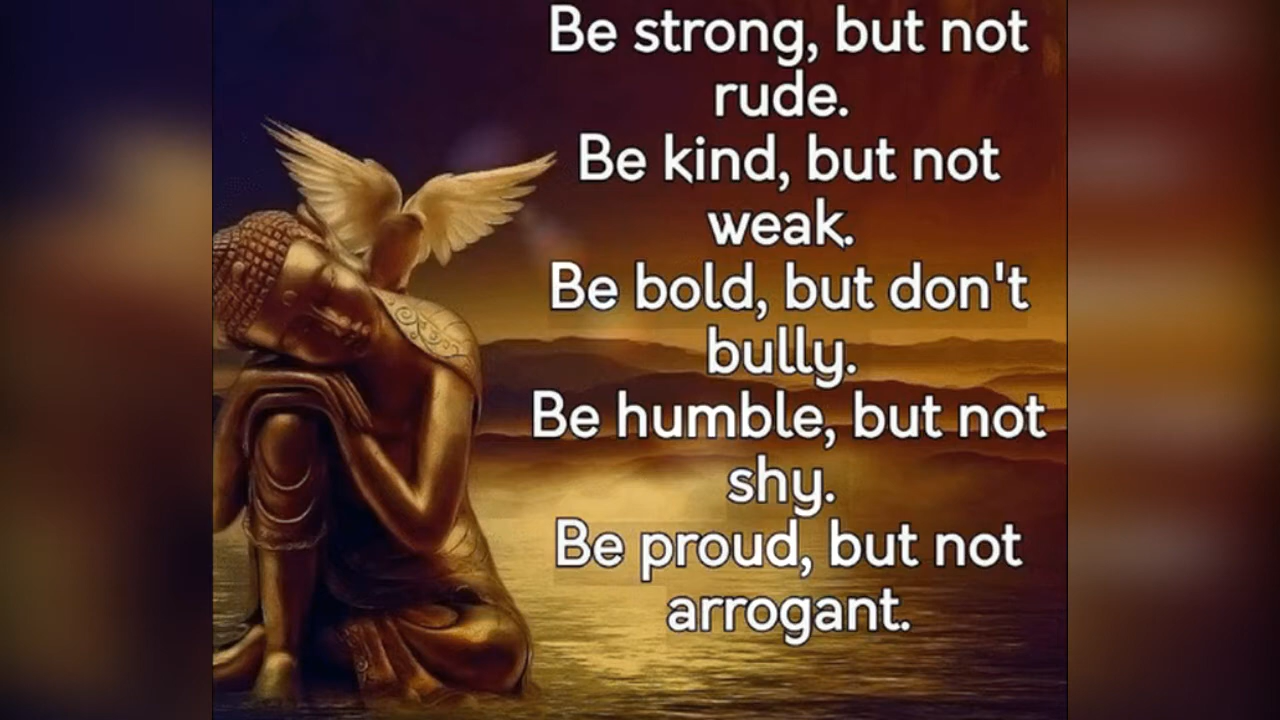 Be strong, but not
rude.
Be kind, but not
weak.
Be bold, but don't
bully.
Be humble, but not
shy.
Be proud, but not
arrogant.